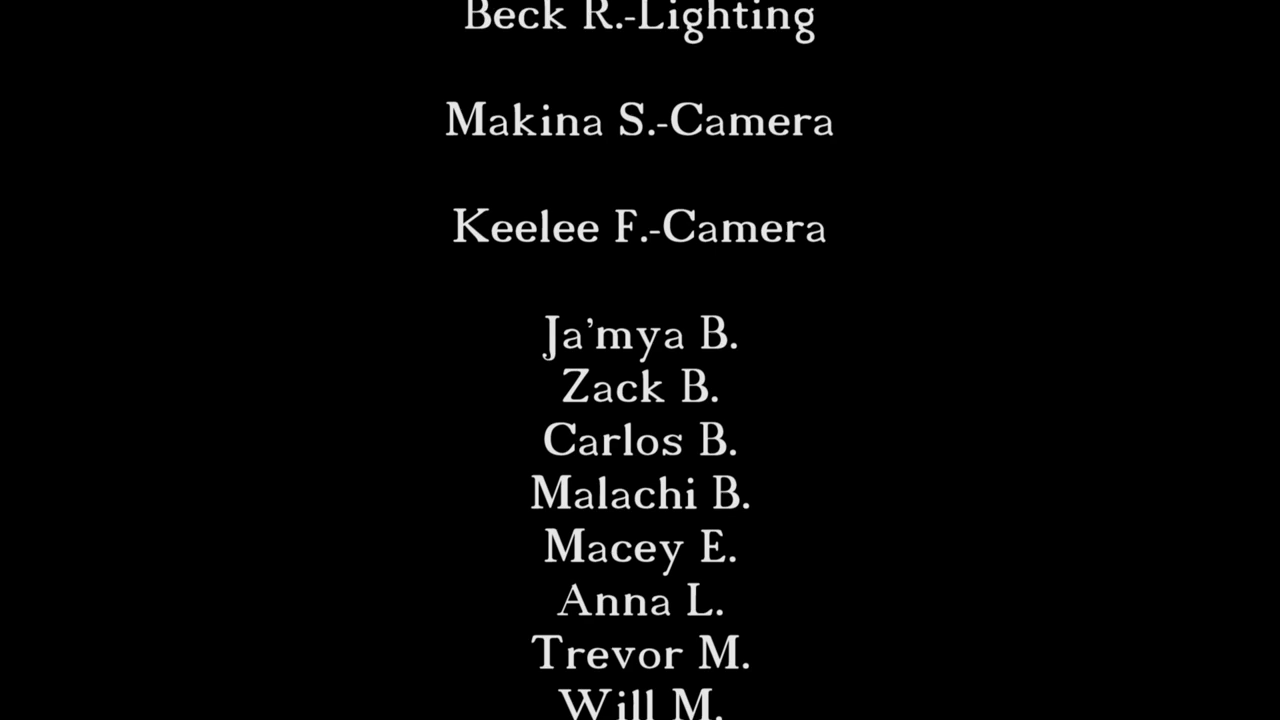 Beck R.-Lighting
Makina S.-Camera
Keelee F.-Camera
Ja'mya B.
Zack B.
Carlos B.
Malachi B.
Macey E.
Anna L.
Trevor M.
Will M.